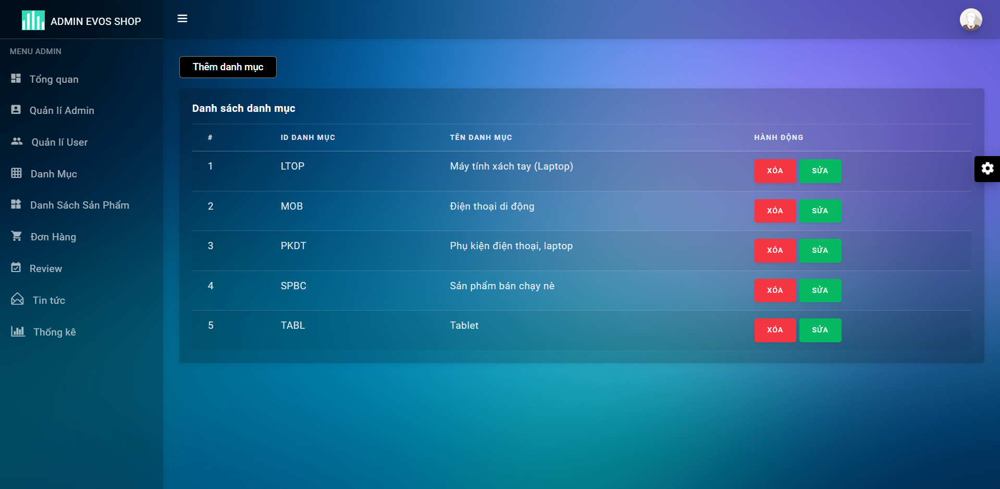 ADMIN EVOS SHOP
MENU ADMIN
Tổng quan
Quản lí Admin
Quản lí User
Danh Mục
Danh Sách Sản Phẩm
Đơn Hàng
Review
Tin tức
Thống kê
Thêm danh mục
Danh sách danh mục
# ID DANH MỤC TÊN DANH MỤC HÀNH ĐỘNG
1 LTOP Máy tính xách tay (Laptop) XÓA SỬA
2 MOB Điện thoại di động XÓA SỬA
3 PKDT Phụ kiện điện thoại, laptop XÓA SỬA
4 SPBC Sản phẩm bán chạy nè XÓA SỬA
5 TABL Tablet XÓA SỬA